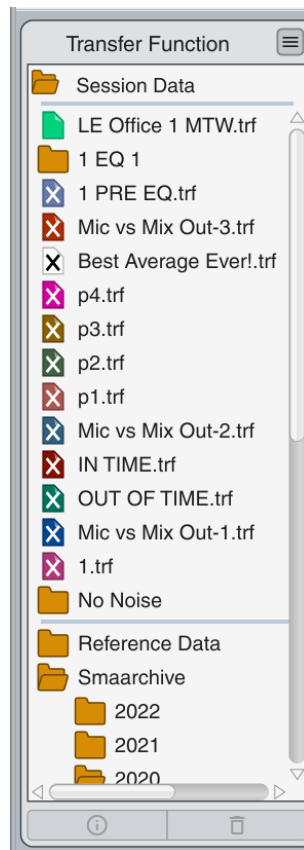 Transfer Function
Session Data
LE Office 1 MTW.trf
1 EQ 1
1 PRE EQ.trf
Mic vs Mix Out-3.trf
Best Average Ever!.trf
p4.trf
p3.trf
p2.trf
p1.trf
Mic vs Mix Out-2.trf
IN TIME.trf
OUT OF TIME.trf
Mic vs Mix Out-1.trf
1.trf
No Noise
Reference Data
Smaarchive
2022
2021
2020